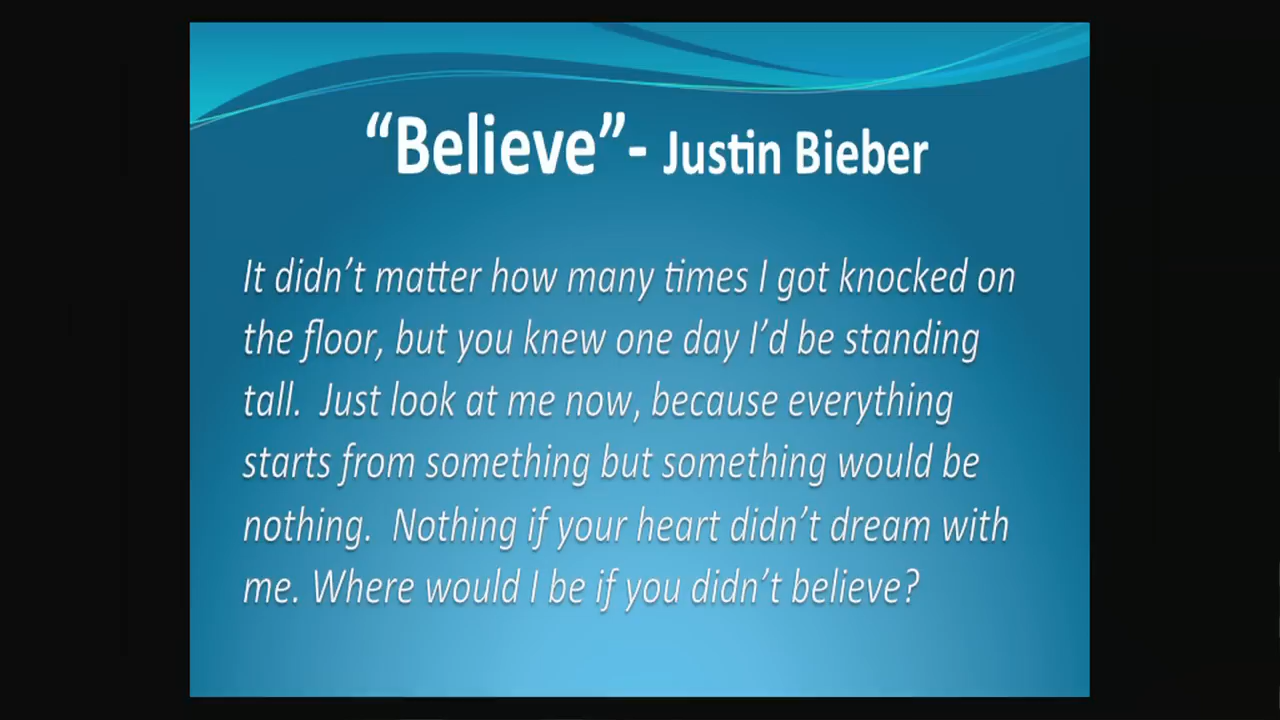 “Believe”- Justin Bieber
It didn’t matter how many times I got knocked on
the floor, but you knew one day I’d be standing
tall.  Just look at me now, because everything
starts from something but something would be
nothing.  Nothing if your heart didn’t dream with
me. Where would I be if you didn’t believe?